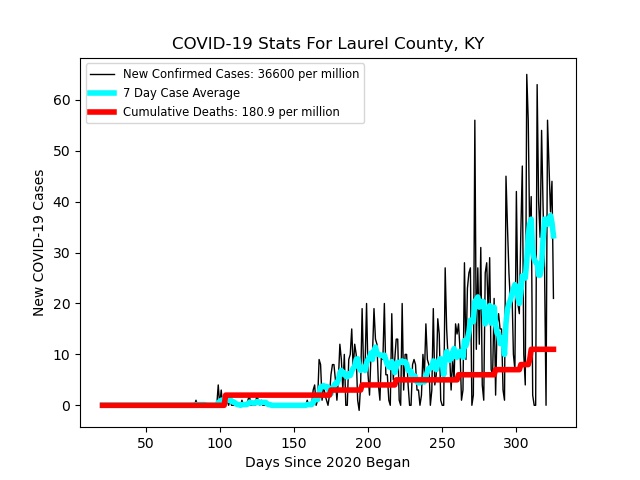 COVID-19 Stats For Laurel County, KY
New Confirmed Cases: 36600 per million
7 Day Case Average
Cumulative Deaths: 180.9 per million
New COVID-19 Cases
60
50
40
30
20
10
0
50 100 150 200 250 300
Days Since 2020 Began